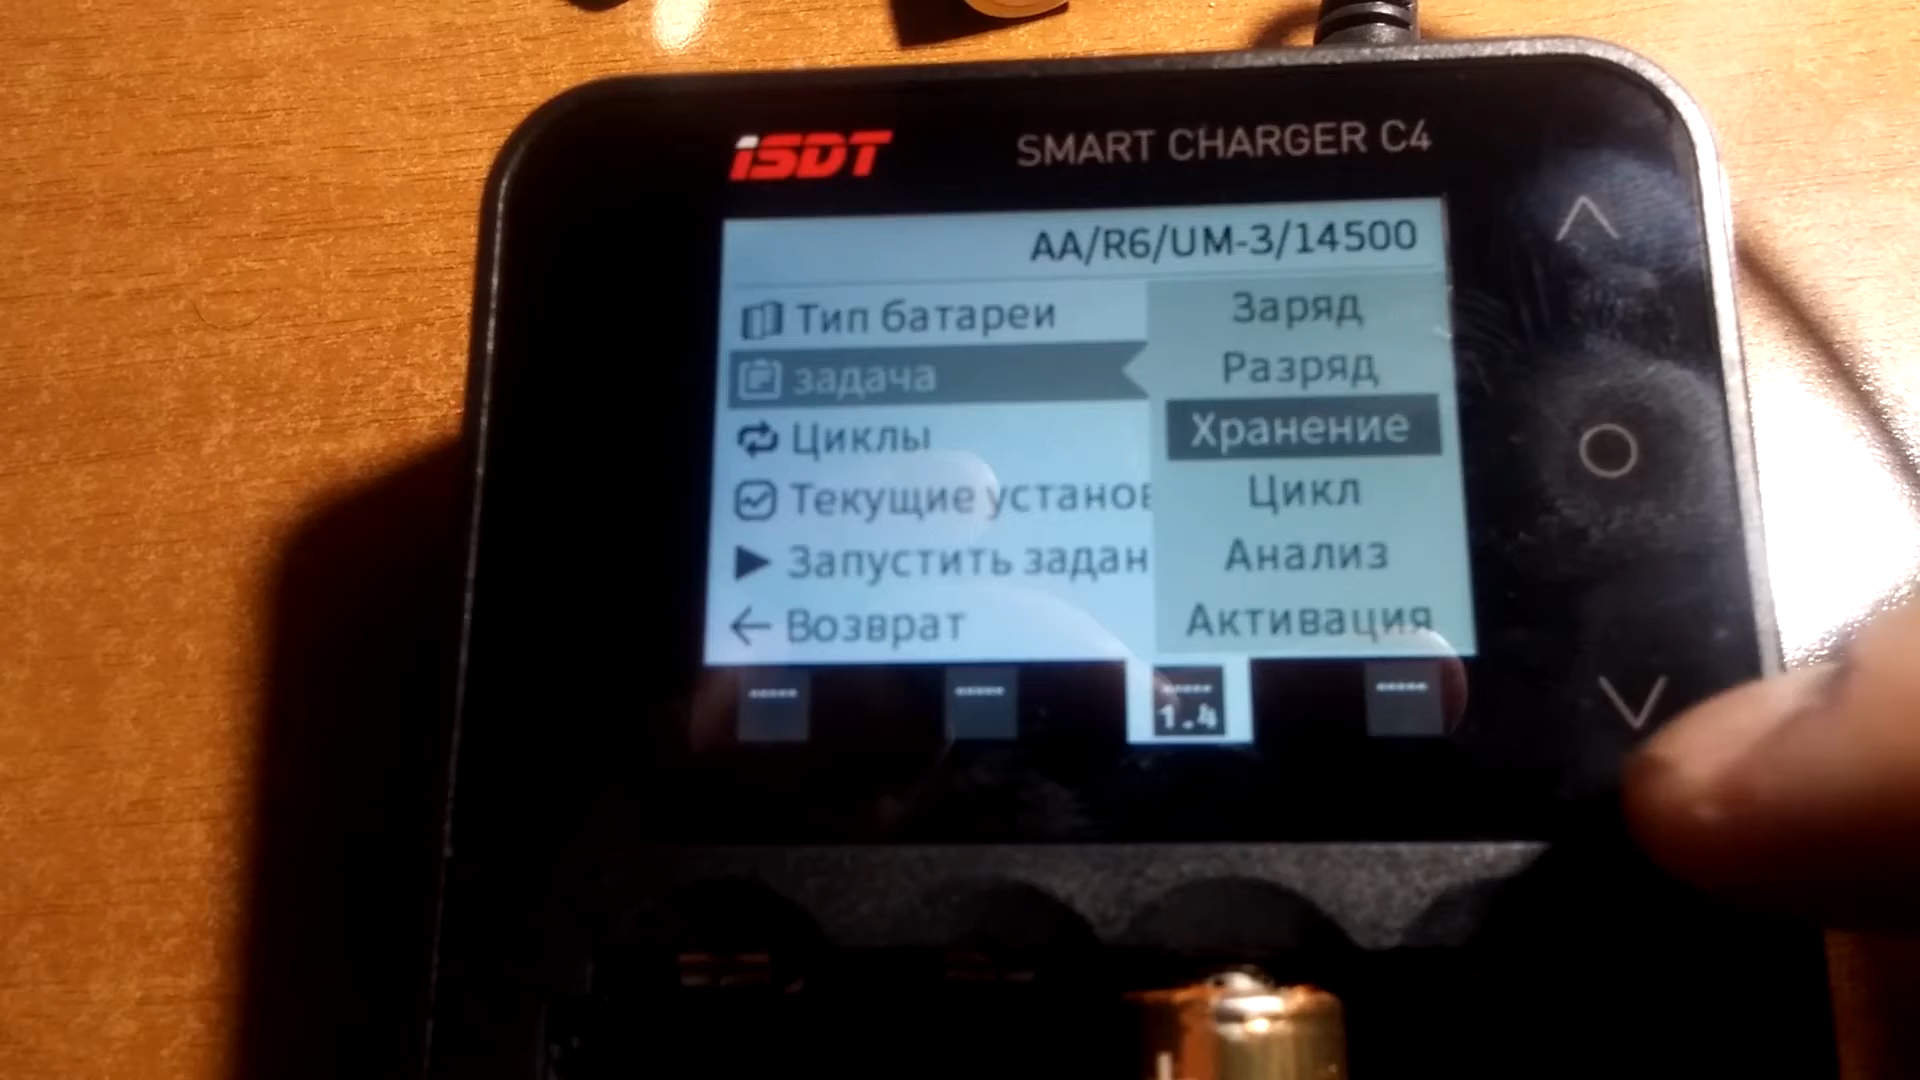 iSDT SMART CHARGER C4
AA/R6/UM-3/14500
Тип батареи
задача
Циклы
Текущие установ
Запустить задан
Возврат
Заряд
Разряд
Хранение
Цикл
Анализ
Активация
-----
-----
-----
1.4
-----